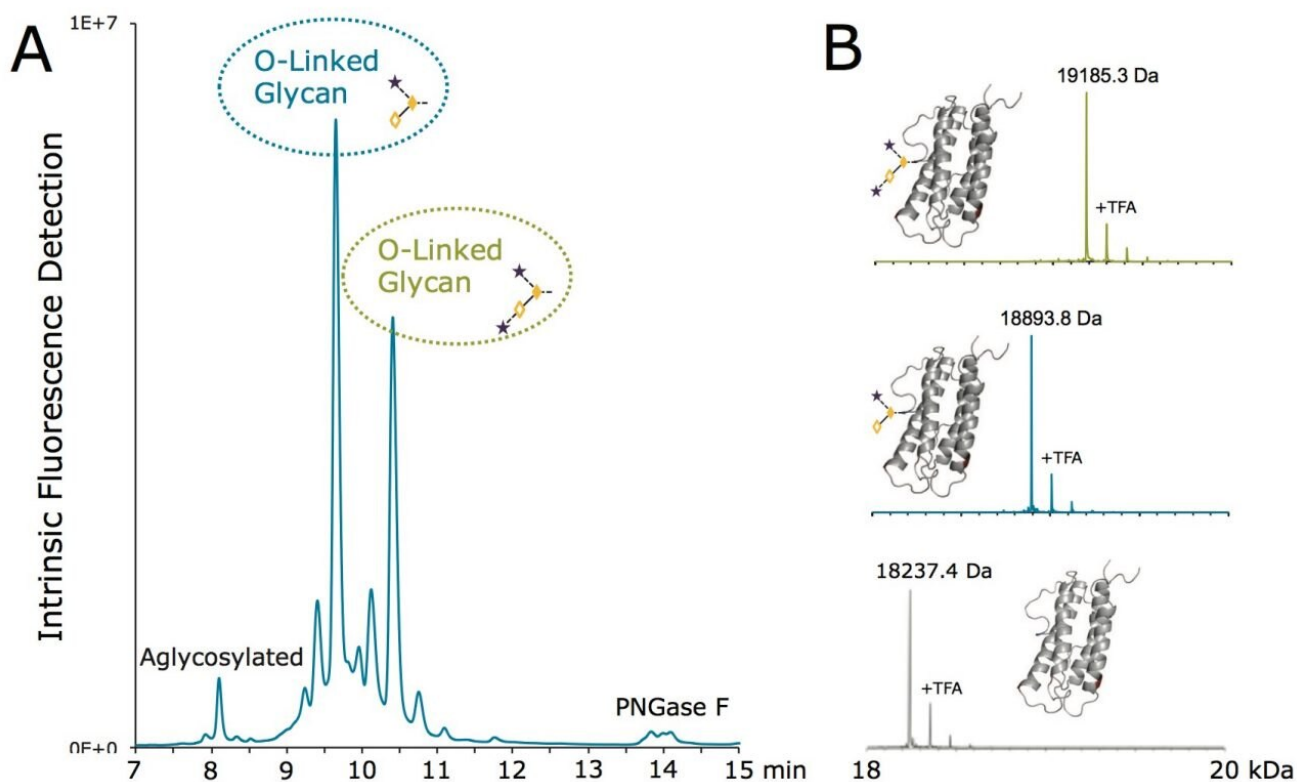 A
1E+7
O-Linked
Glycan
O-Linked
Glycan
Intrinsic Fluorescence Detection
Aglycosylated
PNGase F
0E+0
7 8 9 10 11 12 13 14 15 min
B
19185.3 Da
+TFA
18893.8 Da
+TFA
18237.4 Da
+TFA
18 20 kDa